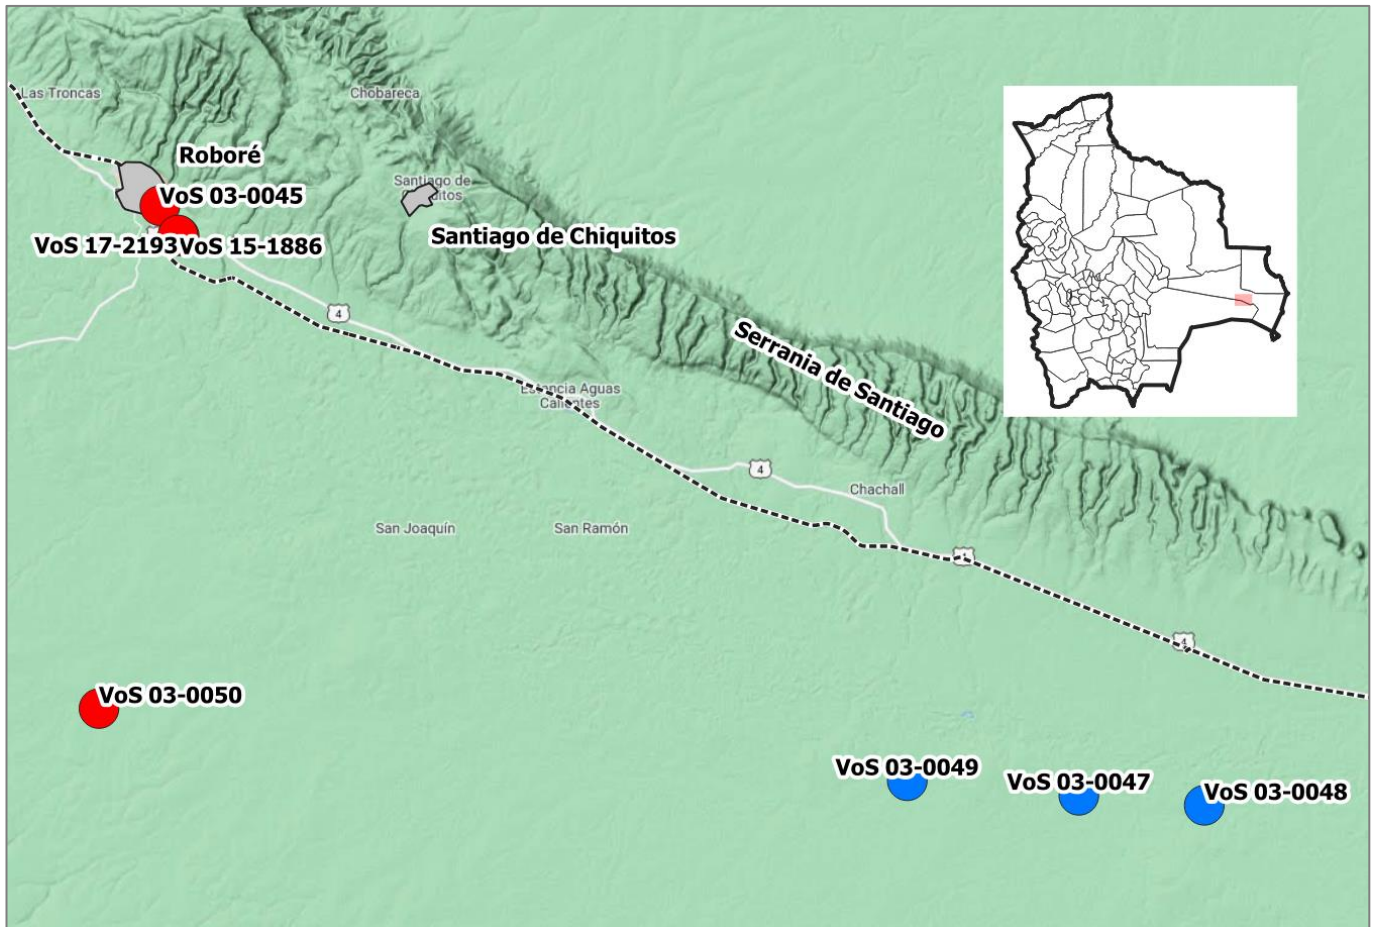 Las Troncas
Chobareca
Roboré
Santiago de
VoS 03-0045
Santiago de Chiquitos
VoS 17-2193
VoS 15-1886
4
Serrania de Santiago
Estancia Aguas
Calientes
4
Chachall
San Joaquín
San Ramón
4
4
VoS 03-0050
VoS 03-0049
VoS 03-0047
VoS 03-0048